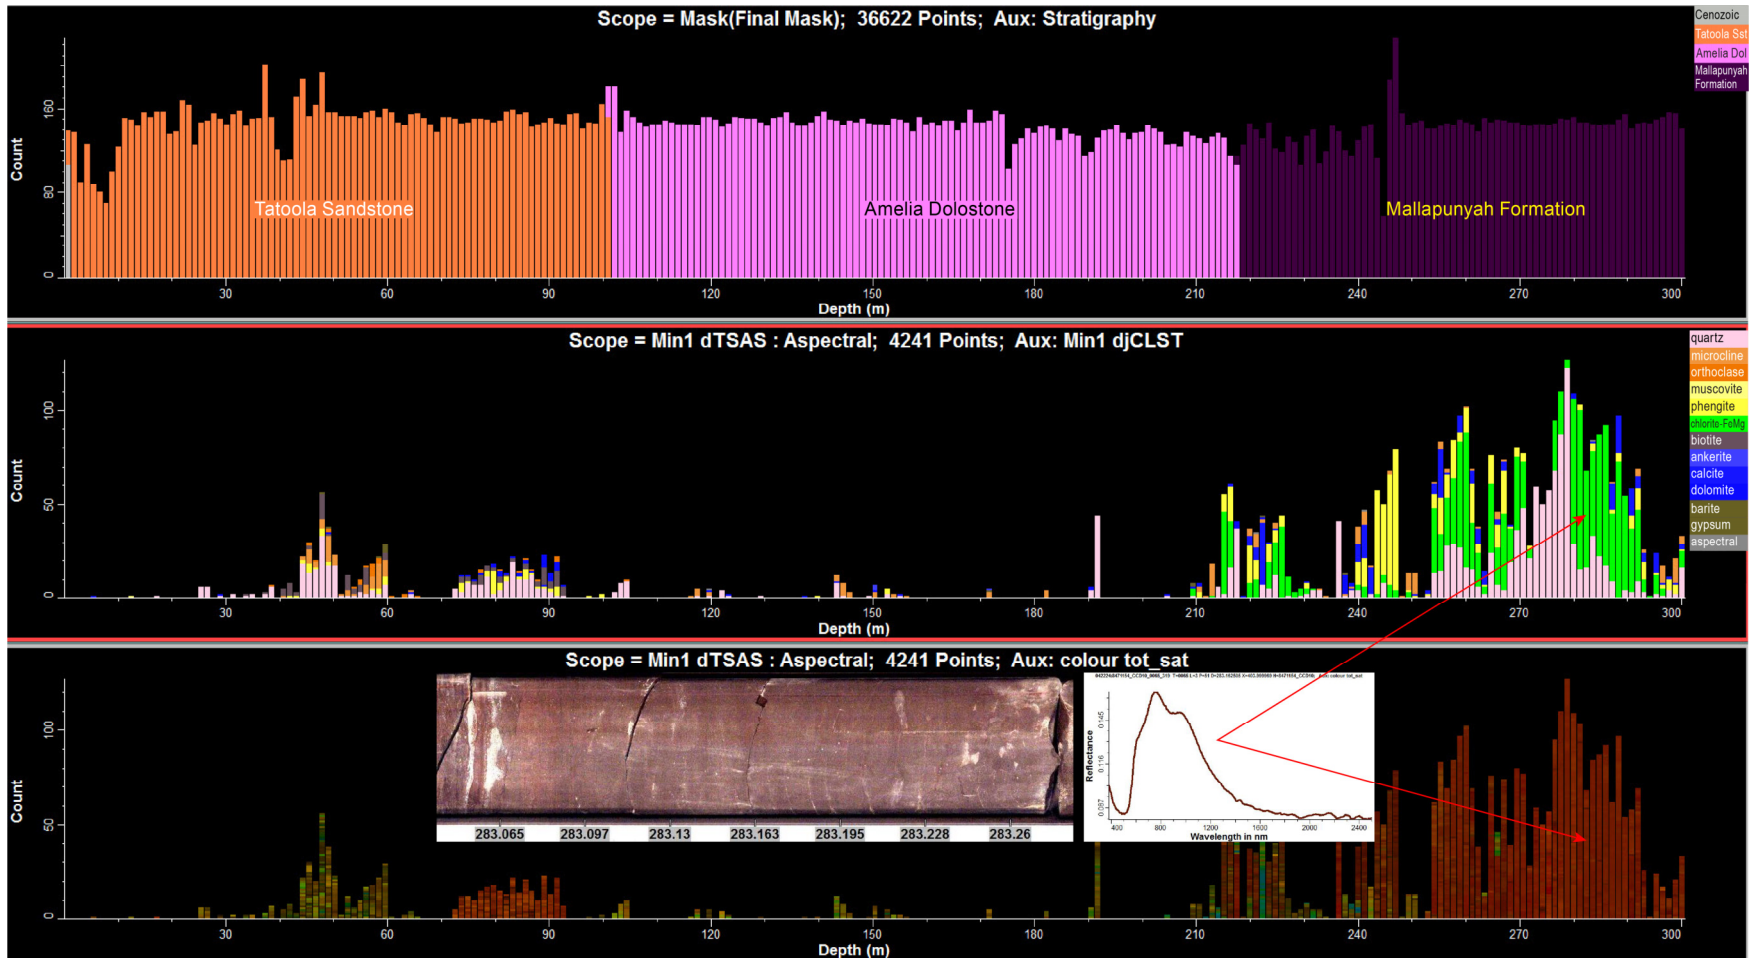 Scope = Mask(Final Mask);  36622 Points;  Aux: Stratigraphy
Cenozoic
Tatoola Sst
Amelia Dol
Mallapunyah
Formation
Count
160
80
0
Tatoola Sandstone
Amelia Dolostone
Mallapunyah Formation
30 60 90 120 150 180 210 240 270 300
Depth (m)
Scope = Min1 dTSAS : Aspectral;  4241 Points;  Aux: Min1 djCLST
quartz
microcline
orthoclase
muscovite
phengite
chlorite-FeMg
biotite
ankerite
calcite
dolomite
barite
gypsum
aspectral
Count
100
50
0
30 60 90 120 150 180 210 240 270 300
Depth (m)
Scope = Min1 dTSAS : Aspectral;  4241 Points;  Aux: colour tot_sat
Count
100
50
0
283.065 283.097 283.13 283.163 283.195 283.228 283.26
Reflectance
0.145
0.116
0.087
400 800 1200 1600 2000 2400
Wavelength in nm
30 60 90 120 150 180 210 240 270 300
Depth (m)